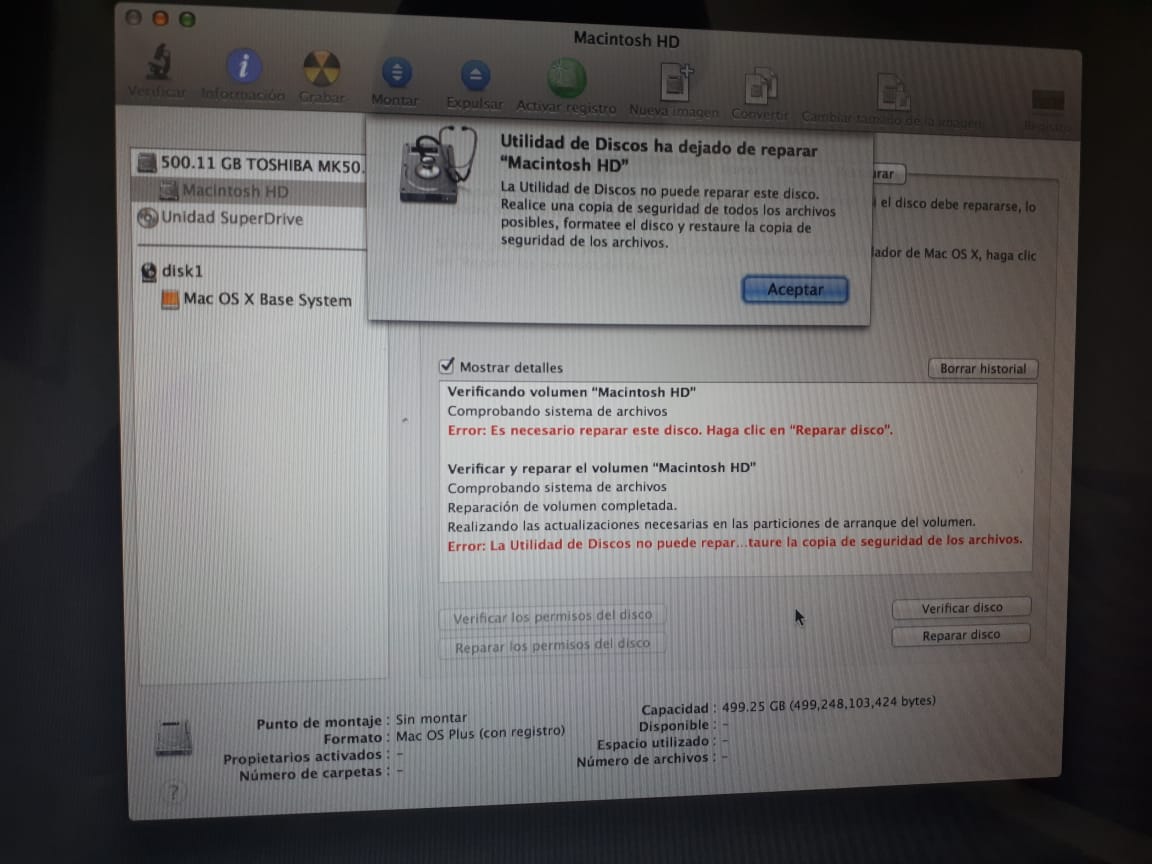 Macintosh HD
Verificar Información Grabar Montar Expulsar Activar registro Nueva imagen Convertir Cambiar tamaño de la imagen Registro
500.11 GB TOSHIBA MK50.
Macintosh HD
Unidad SuperDrive
disk1
Mac OS X Base System
Utilidad de Discos ha dejado de reparar
“Macintosh HD”
La Utilidad de Discos no puede reparar este disco.
Realice una copia de seguridad de todos los archivos
posibles, formatee el disco y restaure la copia de
seguridad de los archivos.
Aceptar
rar
el disco debe repararse, lo
lador de Mac OS X, haga clic
Mostrar detalles
Borrar historial
Verificando volumen “Macintosh HD”
Comprobando sistema de archivos
Error: Es necesario reparar este disco. Haga clic en “Reparar disco”.
Verificar y reparar el volumen “Macintosh HD”
Comprobando sistema de archivos
Reparación de volumen completada.
Realizando las actualizaciones necesarias en las particiones de arranque del volumen.
Error: La Utilidad de Discos no puede repar...taure la copia de seguridad de los archivos.
Verificar los permisos del disco
Verificar disco
Reparar los permisos del disco
Reparar disco
Punto de montaje : Sin montar
Formato : Mac OS Plus (con registro)
Propietarios activados : –
Número de carpetas : –
Capacidad : 499.25 GB (499,248,103,424 bytes)
Disponible : –
Espacio utilizado : –
Número de archivos : –
?